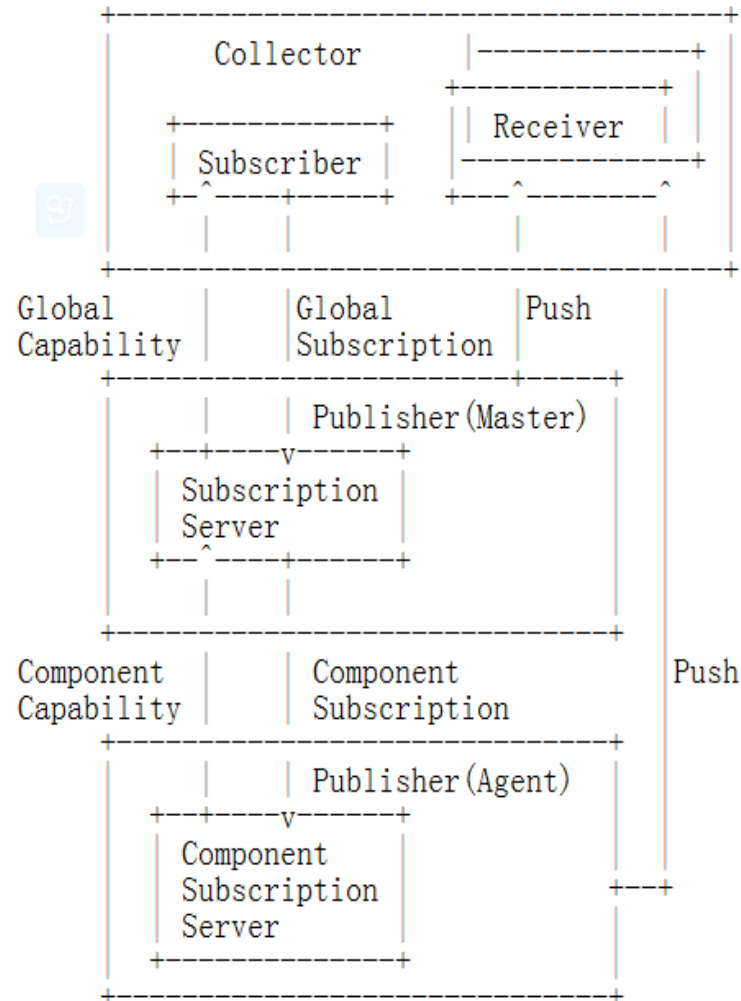 Collector
Receiver
Subscriber
Global Global Push
Capability Subscription
Publisher(Master)
Subscription
Server
Component Component Push
Capability Subscription
Publisher(Agent)
Component
Subscription
Server